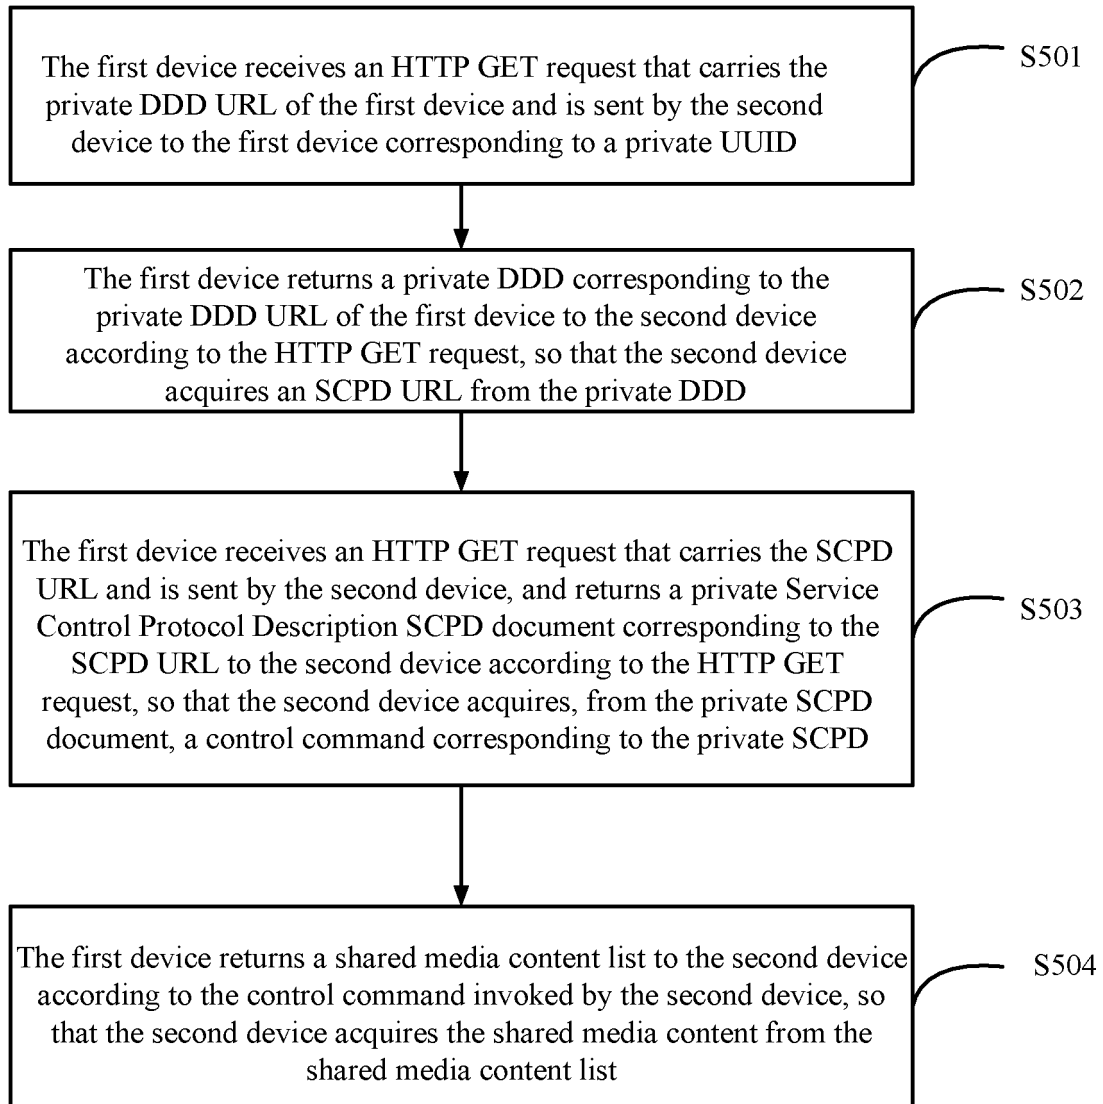 The first device receives an HTTP GET request that carries the
private DDD URL of the first device and is sent by the second
device to the first device corresponding to a private UUID
S501
The first device returns a private DDD corresponding to the
private DDD URL of the first device to the second device
according to the HTTP GET request, so that the second device
acquires an SCPD URL from the private DDD
S502
The first device receives an HTTP GET request that carries the SCPD
URL and is sent by the second device, and returns a private Service
Control Protocol Description SCPD document corresponding to the
SCPD URL to the second device according to the HTTP GET
request, so that the second device acquires, from the private SCPD
document, a control command corresponding to the private SCPD
S503
The first device returns a shared media content list to the second device
according to the control command invoked by the second device, so
that the second device acquires the shared media content from the
shared media content list
S504